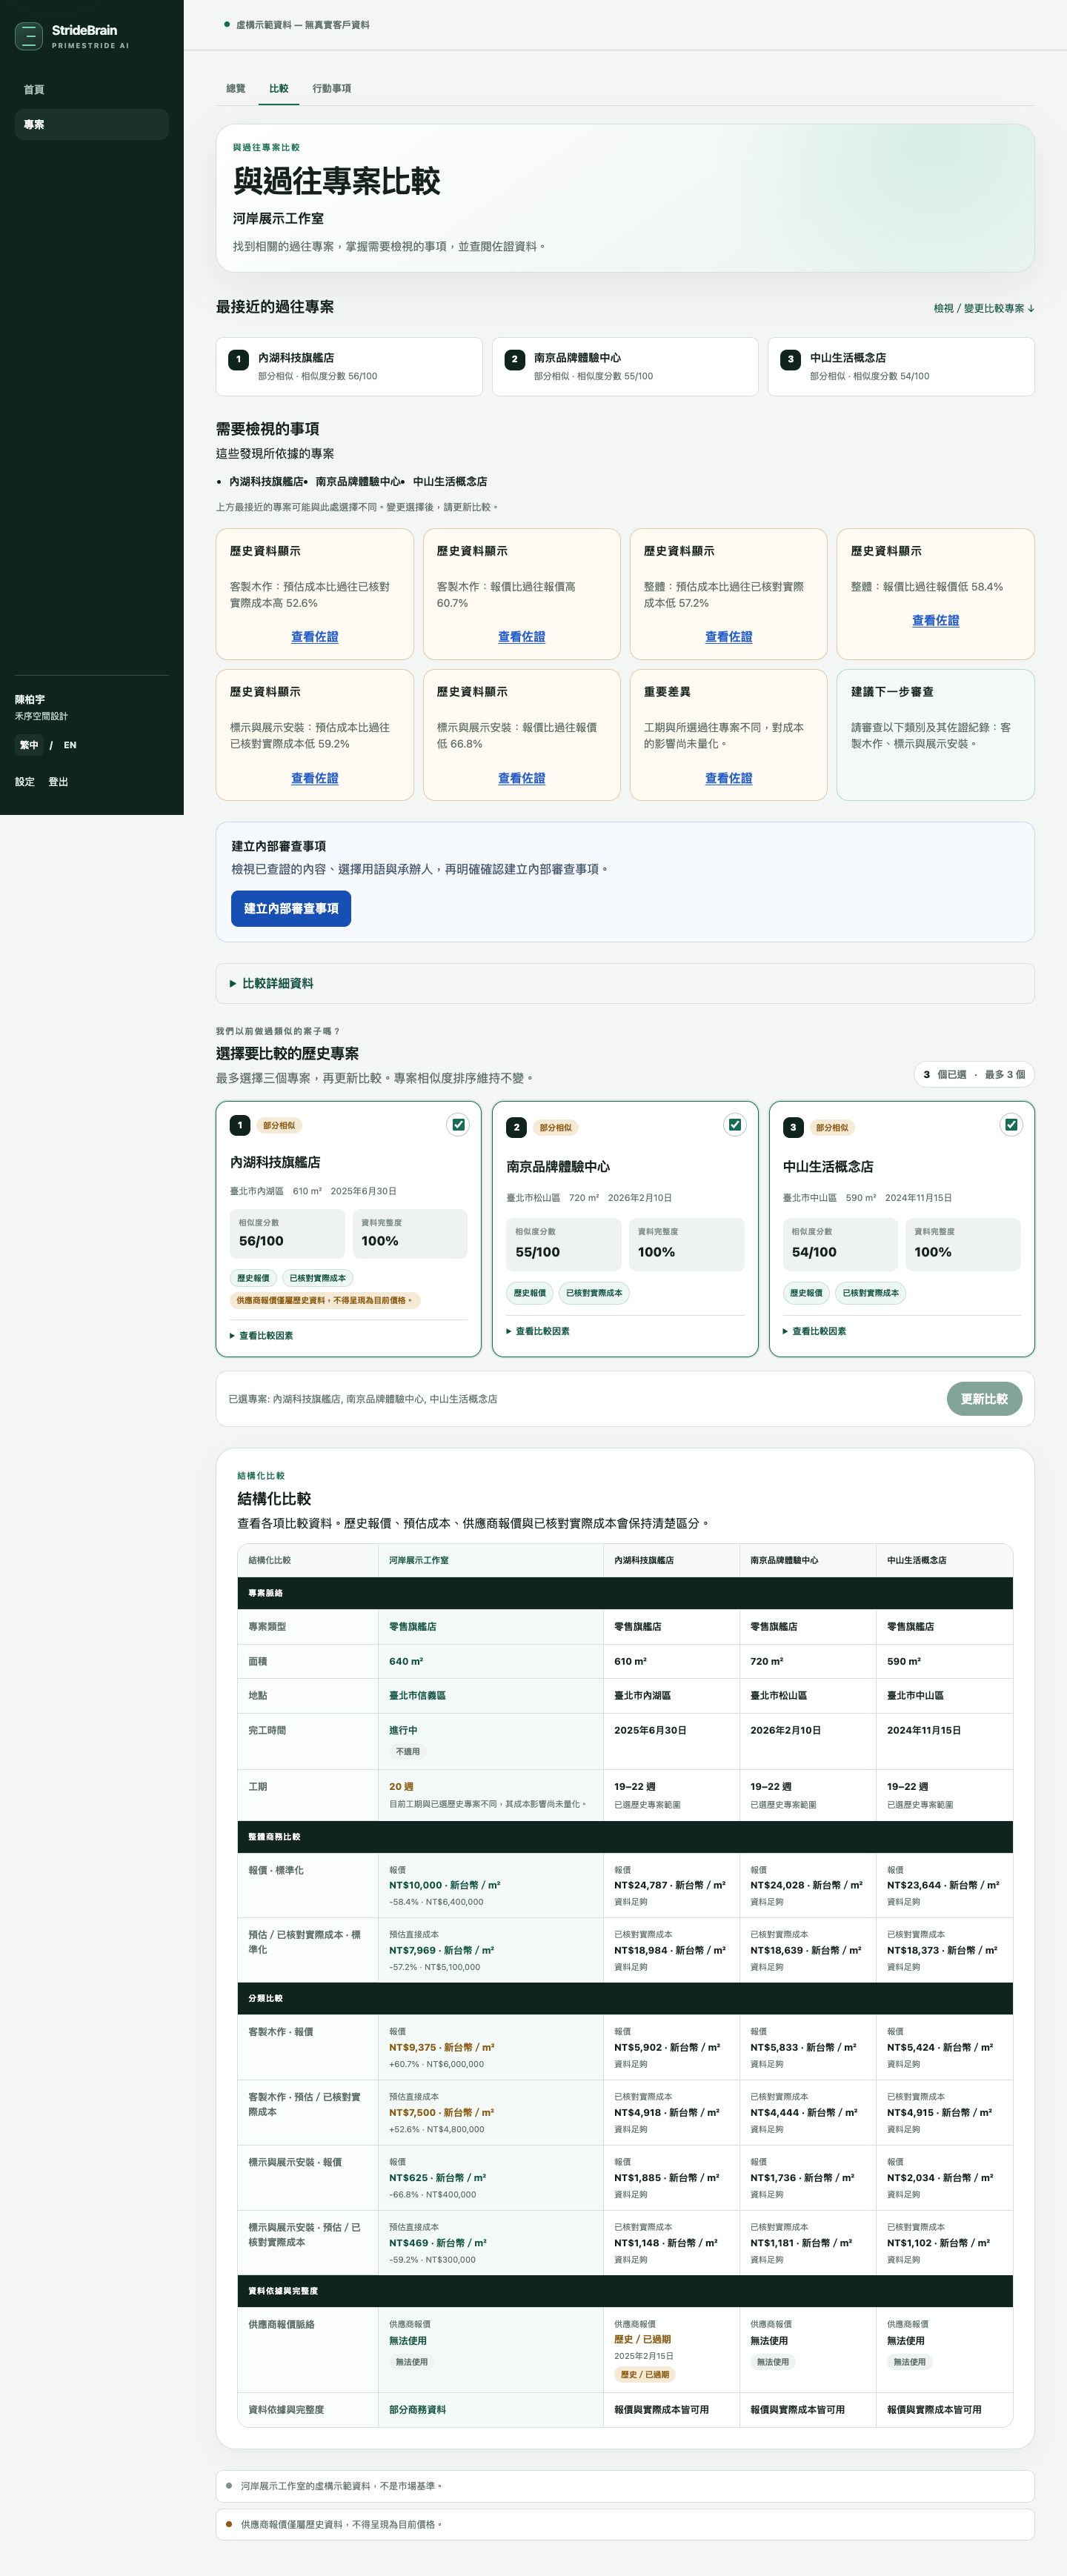 StrideBrain
PRIMESTRIDE AI
首頁
專案
陳柏宇
禾序空間設計
繁中 / EN
設定 登出
虛構示範資料 — 無真實客戶資料
總覽 比較 行動事項
與過往專案比較
與過往專案比較
河岸展示工作室
找到相關的過往專案，掌握需要檢視的事項，並查閱佐證資料。
最接近的過往專案
檢視 / 變更比較專案 ↓
1 內湖科技旗艦店
部分相似 · 相似度分數 56/100
2 南京品牌體驗中心
部分相似 · 相似度分數 55/100
3 中山生活概念店
部分相似 · 相似度分數 54/100
需要檢視的事項
這些發現所依據的專案
• 內湖科技旗艦店 • 南京品牌體驗中心 • 中山生活概念店
上方最接近的專案可能與此處選擇不同。變更選擇後，請更新比較。
歷史資料顯示
客製木作：預估成本比過往已核對
實際成本高 52.6%
查看佐證
歷史資料顯示
客製木作：報價比過往報價高
60.7%
查看佐證
歷史資料顯示
整體：預估成本比過往已核對實際
成本低 57.2%
查看佐證
歷史資料顯示
整體：報價比過往報價低 58.4%
查看佐證
歷史資料顯示
標示與展示安裝：預估成本比過往
已核對實際成本低 59.2%
查看佐證
歷史資料顯示
標示與展示安裝：報價比過往報價
低 66.8%
查看佐證
重要差異
工期與所選過往專案不同，對成本
的影響尚未量化。
查看佐證
建議下一步審查
請審查以下類別及其佐證紀錄：客
製木作、標示與展示安裝。
建立內部審查事項
檢視已查證的內容、選擇用語與承辦人，再明確確認建立內部審查事項。
建立內部審查事項
▶ 比較詳細資料
我們以前做過類似的案子嗎？
選擇要比較的歷史專案
最多選擇三個專案，再更新比較。專案相似度排序維持不變。
3 個已選 · 最多 3 個
1 部分相似
內湖科技旗艦店
臺北市內湖區 610 m² 2025年6月30日
相似度分數 資料完整度
56/100 100%
歷史報價 已核對實際成本
供應商報價僅屬歷史資料，不得呈現為目前價格。
▶ 查看比較因素
2 部分相似
南京品牌體驗中心
臺北市松山區 720 m² 2026年2月10日
相似度分數 資料完整度
55/100 100%
歷史報價 已核對實際成本
▶ 查看比較因素
3 部分相似
中山生活概念店
臺北市中山區 590 m² 2024年11月15日
相似度分數 資料完整度
54/100 100%
歷史報價 已核對實際成本
▶ 查看比較因素
已選專案: 內湖科技旗艦店, 南京品牌體驗中心, 中山生活概念店
更新比較
結構化比較
結構化比較
查看各項比較資料。歷史報價、預估成本、供應商報價與已核對實際成本會保持清楚區分。
結構化比較 河岸展示工作室 內湖科技旗艦店 南京品牌體驗中心 中山生活概念店
專案脈絡
專案類型 零售旗艦店 零售旗艦店 零售旗艦店 零售旗艦店
面積 640 m² 610 m² 720 m² 590 m²
地點 臺北市信義區 臺北市內湖區 臺北市松山區 臺北市中山區
完工時間 進行中 2025年6月30日 2026年2月10日 2024年11月15日
不適用
工期 20 週 19–22 週 19–22 週 19–22 週
目前工期與已選歷史專案不同，其成本影響尚未量化。 已選歷史專案範圍 已選歷史專案範圍 已選歷史專案範圍
整體商務比較
報價 · 標準化 報價 報價 報價 報價
NT$10,000 · 新台幣 / m² NT$24,787 · 新台幣 / m² NT$24,028 · 新台幣 / m² NT$23,644 · 新台幣 / m²
-58.4% · NT$6,400,000 資料足夠 資料足夠 資料足夠
預估 / 已核對實際成本 · 標 預估直接成本 已核對實際成本 已核對實際成本 已核對實際成本
準化 NT$7,969 · 新台幣 / m² NT$18,984 · 新台幣 / m² NT$18,639 · 新台幣 / m² NT$18,373 · 新台幣 / m²
-57.2% · NT$5,100,000 資料足夠 資料足夠 資料足夠
分類比較
客製木作 · 報價 報價 報價 報價 報價
NT$9,375 · 新台幣 / m² NT$5,902 · 新台幣 / m² NT$5,833 · 新台幣 / m² NT$5,424 · 新台幣 / m²
+60.7% · NT$6,000,000 資料足夠 資料足夠 資料足夠
客製木作 · 預估 / 已核對實 預估直接成本 已核對實際成本 已核對實際成本 已核對實際成本
際成本 NT$7,500 · 新台幣 / m² NT$4,918 · 新台幣 / m² NT$4,444 · 新台幣 / m² NT$4,915 · 新台幣 / m²
+52.6% · NT$4,800,000 資料足夠 資料足夠 資料足夠
標示與展示安裝 · 報價 報價 報價 報價 報價
NT$625 · 新台幣 / m² NT$1,885 · 新台幣 / m² NT$1,736 · 新台幣 / m² NT$2,034 · 新台幣 / m²
-66.8% · NT$400,000 資料足夠 資料足夠 資料足夠
標示與展示安裝 · 預估 / 已 預估直接成本 已核對實際成本 已核對實際成本 已核對實際成本
核對實際成本 NT$469 · 新台幣 / m² NT$1,148 · 新台幣 / m² NT$1,181 · 新台幣 / m² NT$1,102 · 新台幣 / m²
-59.2% · NT$300,000 資料足夠 資料足夠 資料足夠
資料依據與完整度
供應商報價脈絡 供應商報價 供應商報價 供應商報價 供應商報價
無法使用 歷史 / 已過期 無法使用 無法使用
無法使用 2025年2月15日 無法使用 無法使用
歷史 / 已過期
資料依據與完整度 部分商務資料 報價與實際成本皆可用 報價與實際成本皆可用 報價與實際成本皆可用
河岸展示工作室的虛構示範資料，不是市場基準。
供應商報價僅屬歷史資料，不得呈現為目前價格。